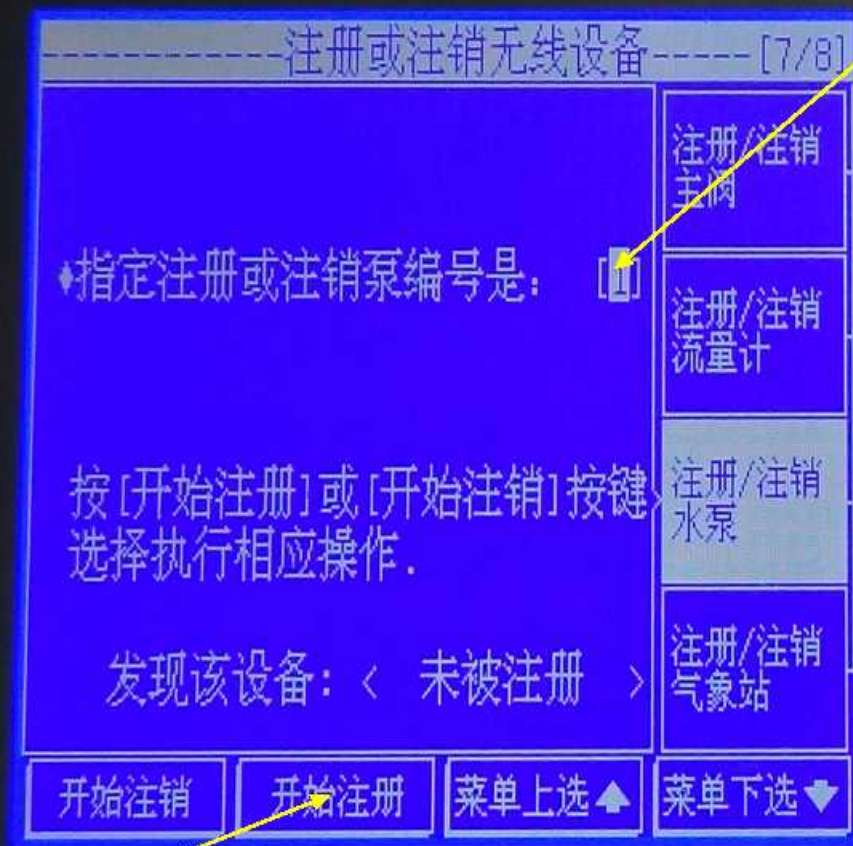 ------------注册或注销无线设备-----[7/8]
注册/注销
主阀
♦指定注册或注销泵编号是: [1]
注册/注销
流量计
按[开始注册]或[开始注销]按键
选择执行相应操作.
注册/注销
水泵
发现该设备:< 未被注册 >
注册/注销
气象站
开始注销 开始注册 菜单上选↑ 菜单下选↓